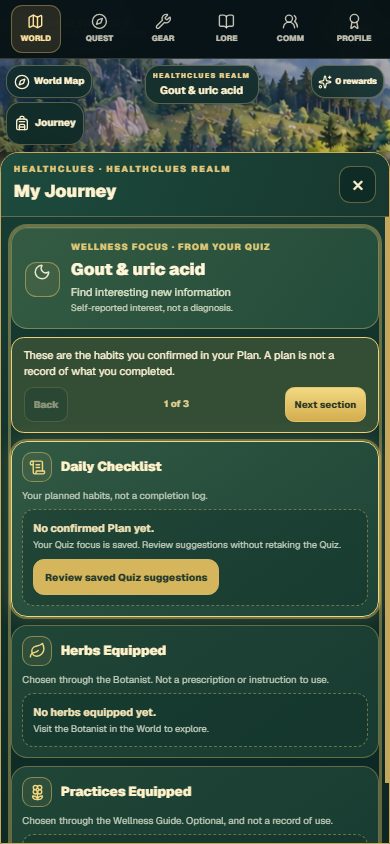 WORLD
QUEST
GEAR
LORE
COMM
PROFILE
World Map
HEALTHCLUES REALM
Gout & uric acid
0 rewards
Journey
HEALTHCLUES · HEALTHCLUES REALM
My Journey
WELLNESS FOCUS · FROM YOUR QUIZ
Gout & uric acid
Find interesting new information
Self-reported interest, not a diagnosis.
These are the habits you confirmed in your Plan. A plan is not a
record of what you completed.
Back
1 of 3
Next section
Daily Checklist
Your planned habits, not a completion log.
No confirmed Plan yet.
Your Quiz focus is saved. Review suggestions without retaking the Quiz.
Review saved Quiz suggestions
Herbs Equipped
Chosen through the Botanist. Not a prescription or instruction to use.
No herbs equipped yet.
Visit the Botanist in the World to explore.
Practices Equipped
Chosen through the Wellness Guide. Optional, and not a record of use.